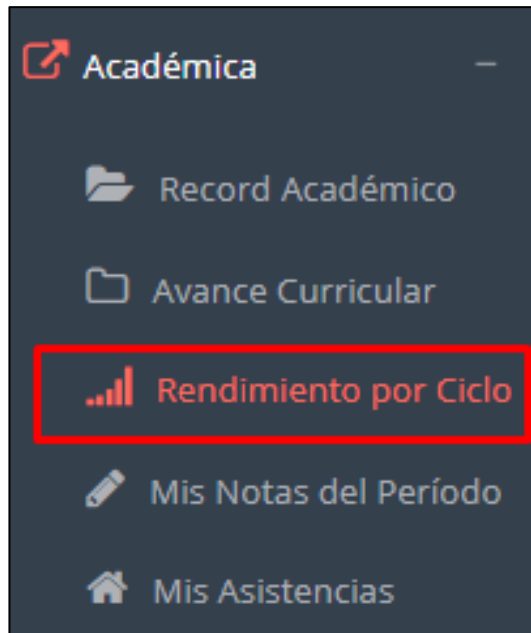 Académica
Record Académico
Avance Curricular
Rendimiento por Ciclo
Mis Notas del Período
Mis Asistencias